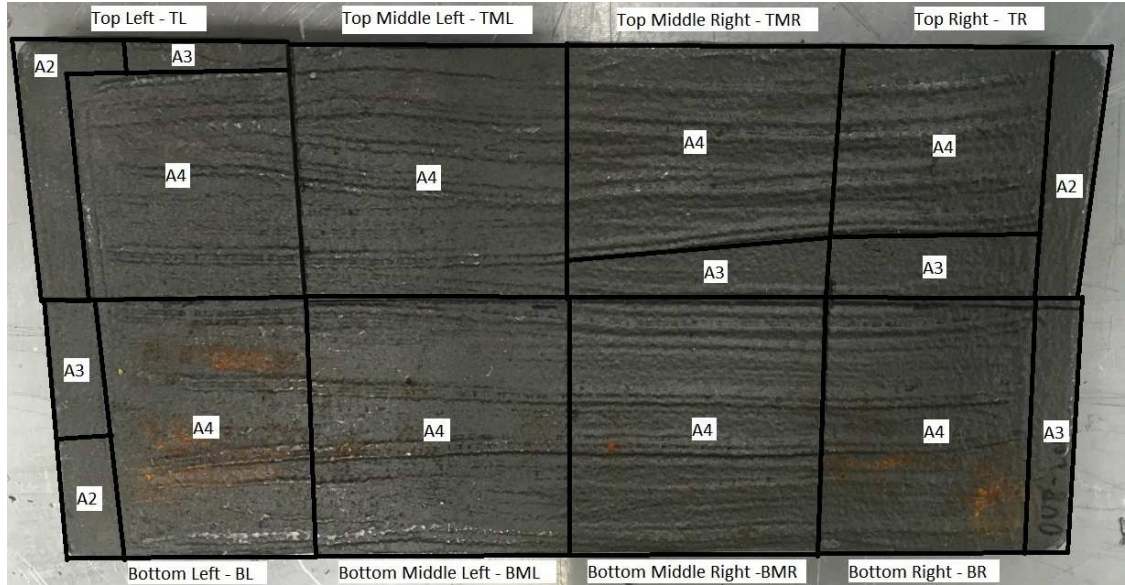 Top Left - TL
Top Middle Left - TML
Top Middle Right - TMR
Top Right - TR
A2
A3
A4
A4
A4
A4
A2
A3
A3
A3
A4
A4
A4
A4
A3
A2
Bottom Left - BL
Bottom Middle Left - BML
Bottom Middle Right -BMR
Bottom Right - BR